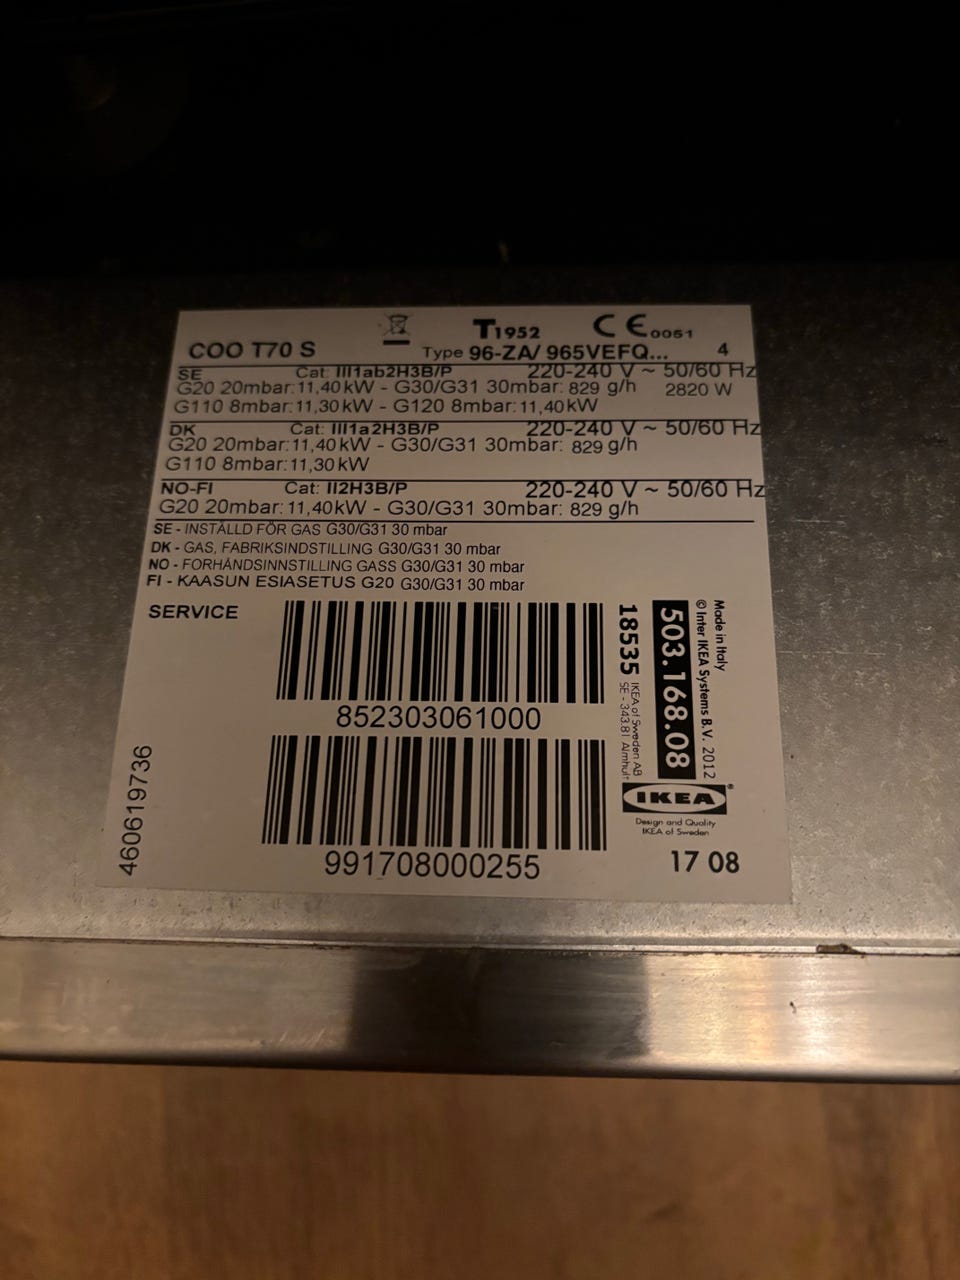 T1952 CE0051
COO T70 S Type 96-ZA/ 965VEFQ... 4
SE Cat: III1ab2H3B/P 220-240 V ~ 50/60 Hz
G20 20mbar: 11,40 kW - G30/G31 30mbar: 829 g/h 2820 W
G110 8mbar: 11,30 kW - G120 8mbar: 11,40 kW
DK Cat: III1a2H3B/P 220-240 V ~ 50/60 Hz
G20 20mbar: 11,40 kW - G30/G31 30mbar: 829 g/h
G110 8mbar: 11,30 kW
NO-FI Cat: II2H3B/P 220-240 V ~ 50/60 Hz
G20 20mbar: 11,40 kW - G30/G31 30mbar: 829 g/h
SE - INSTÄLLD FÖR GAS G30/G31 30 mbar
DK - GAS, FABRIKSINDSTILLING G30/G31 30 mbar
NO - FORHÅNDSINNSTILLING GASS G30/G31 30 mbar
FI - KAASUN ESIASETUS G20 G30/G31 30 mbar
SERVICE
852303061000
991708000255
460619736
Made in Italy
© Inter IKEA Systems B.V. 2012
503.168.08
18535
IKEA of Sweden AB
SE - 343.81 Älmhult
IKEA®
Design and Quality
IKEA of Sweden
17 08